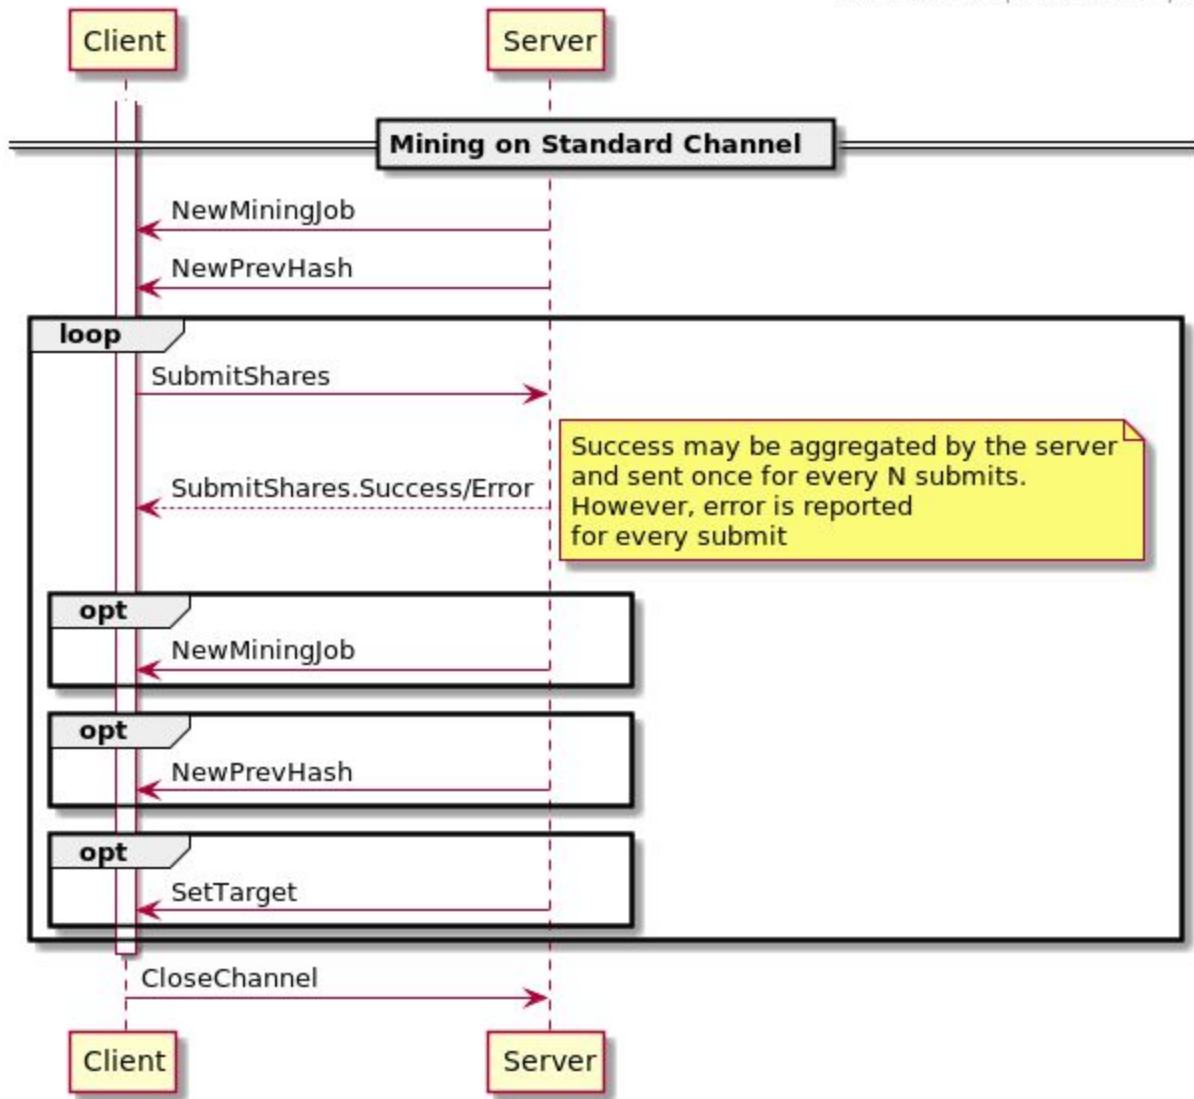 Client
Server
Mining on Standard Channel
NewMiningJob
NewPrevHash
loop
SubmitShares
Success may be aggregated by the server
and sent once for every N submits.
However, error is reported
for every submit
SubmitShares.Success/Error
opt
NewMiningJob
opt
NewPrevHash
opt
SetTarget
CloseChannel
Client
Server